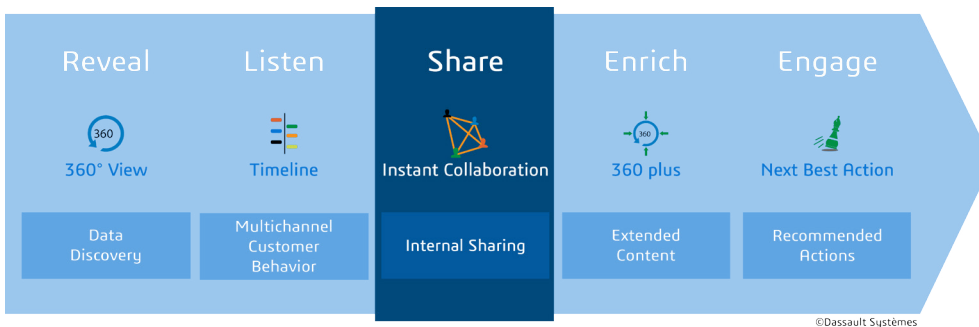 Reveal
Listen
Share
Enrich
Engage
360
360° View
Timeline
Instant Collaboration
360
360 plus
Next Best Action
Data
Discovery
Multichannel
Customer
Behavior
Internal Sharing
Extended
Content
Recommended
Actions
©Dassault Systèmes